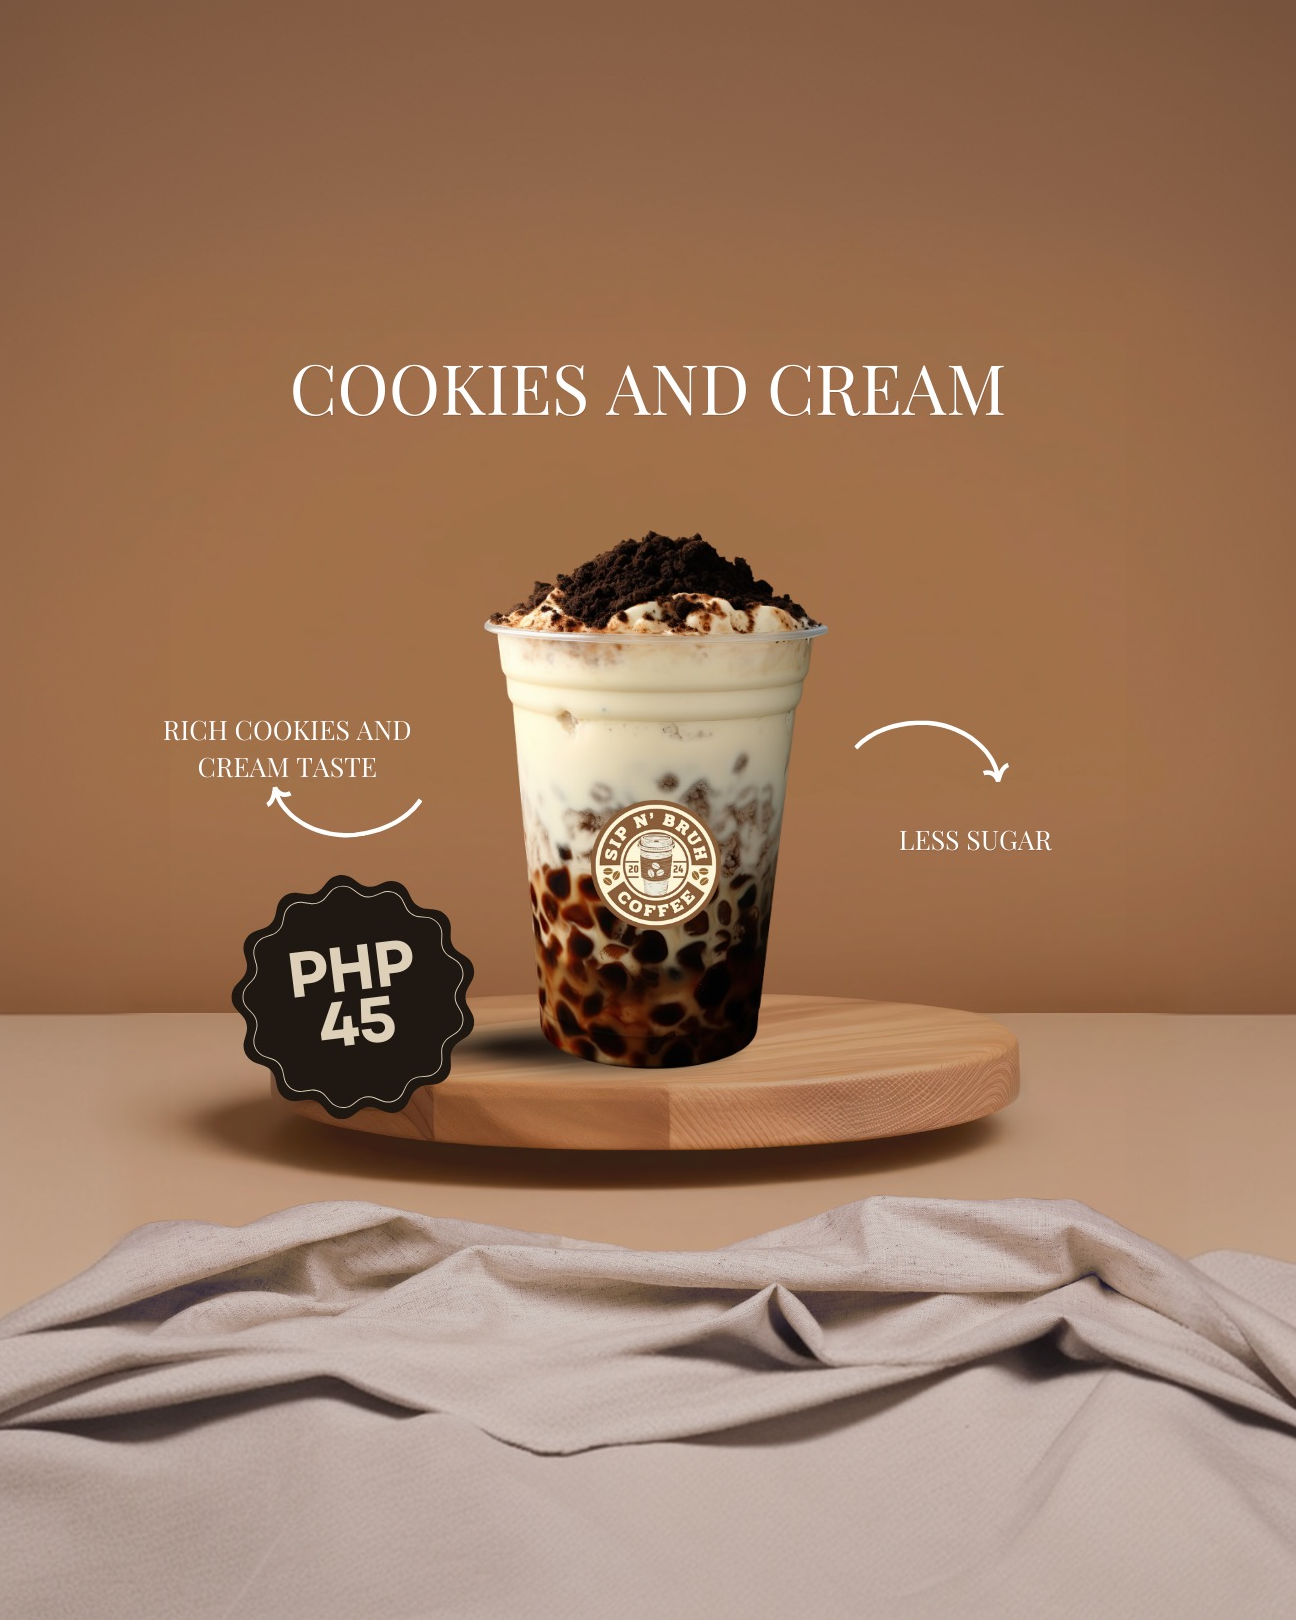 COOKIES AND CREAM
RICH COOKIES AND
CREAM TASTE
LESS SUGAR
SIP N' BRUH
20 24
COFFEE
PHP
45